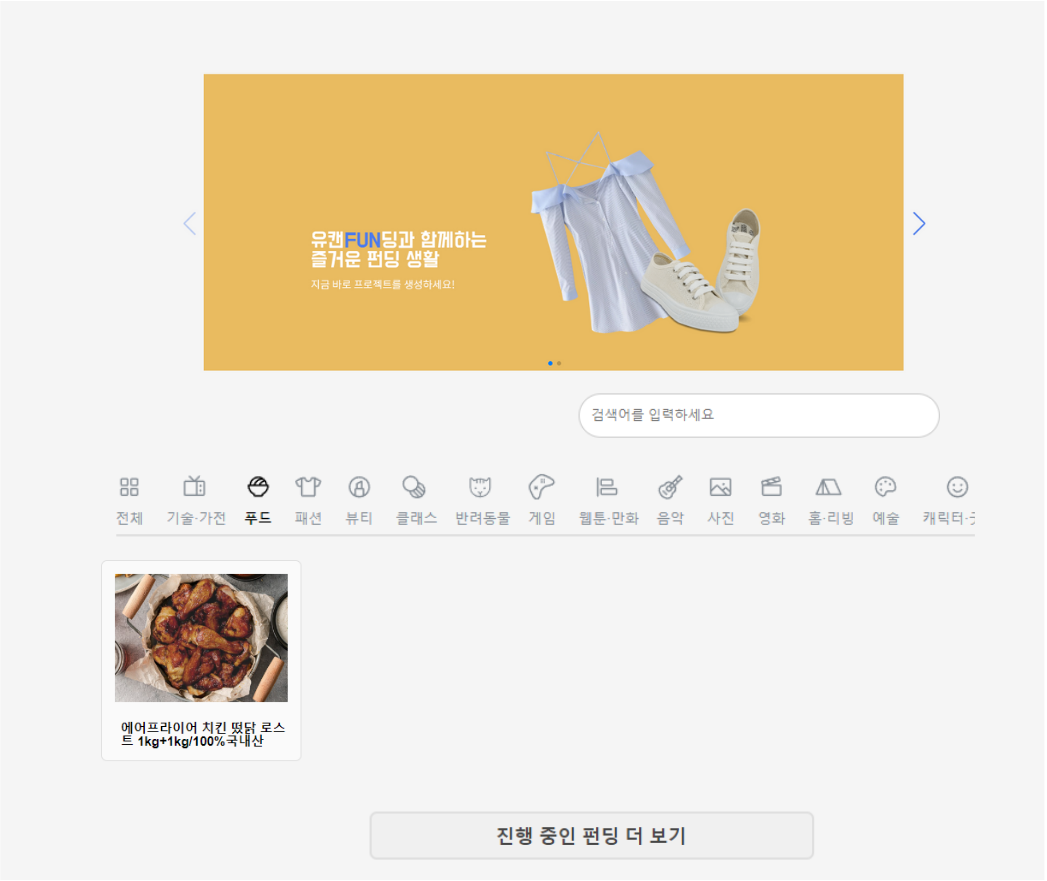 유캔FUN딩과 함께하는
즐거운 펀딩 생활
지금 바로 프로젝트를 생성하세요!
검색어를 입력하세요
전체 기술·가전 푸드 패션 뷰티 클래스 반려동물 게임 웹툰·만화 음악 사진 영화 홈·리빙 예술 캐릭터·
에어프라이어 치킨 떴닭 로스
트 1kg+1kg/100%국내산
진행 중인 펀딩 더 보기